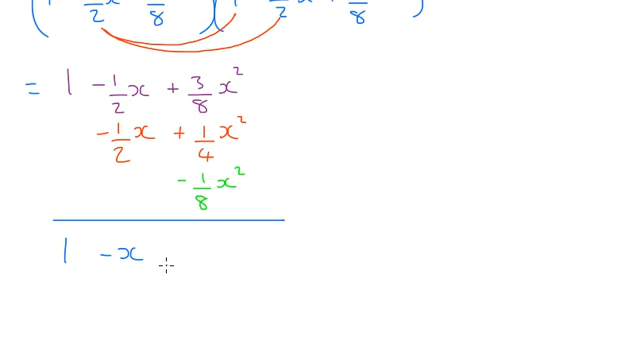 = 1 - 1/2 x + 3/8 x²
- 1/2 x + 1/4 x²
- 1/8 x²
1 - x